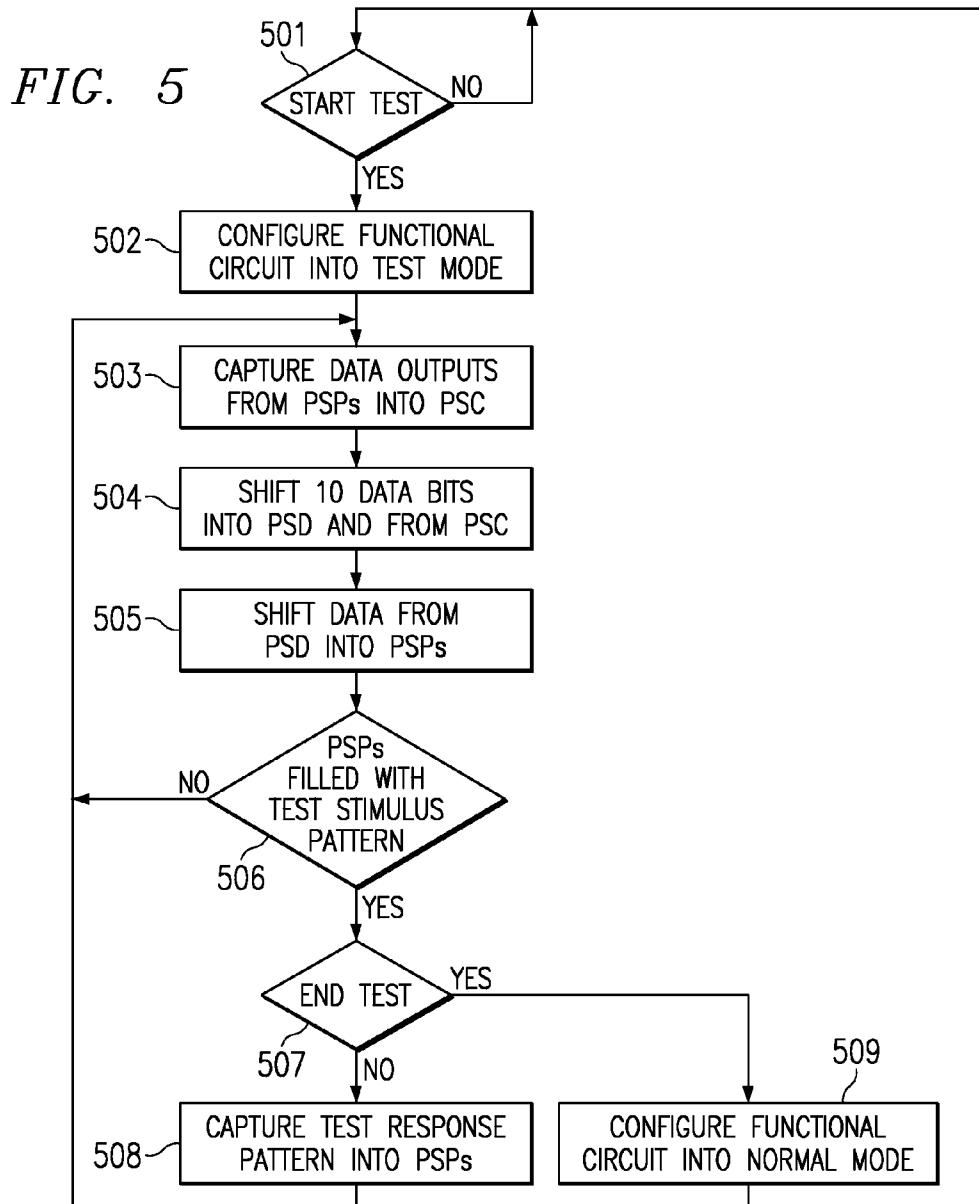 FIG. 5
501
START TEST
NO
YES
502
CONFIGURE FUNCTIONAL
CIRCUIT INTO TEST MODE
503
CAPTURE DATA OUTPUTS
FROM PSPs INTO PSC
504
SHIFT 10 DATA BITS
INTO PSD AND FROM PSC
505
SHIFT DATA FROM
PSD INTO PSPs
PSPs
FILLED WITH
TEST STIMULUS
PATTERN
NO
506
YES
END TEST
YES
507
NO
509
508
CAPTURE TEST RESPONSE
PATTERN INTO PSPs
CONFIGURE FUNCTIONAL
CIRCUIT INTO NORMAL MODE